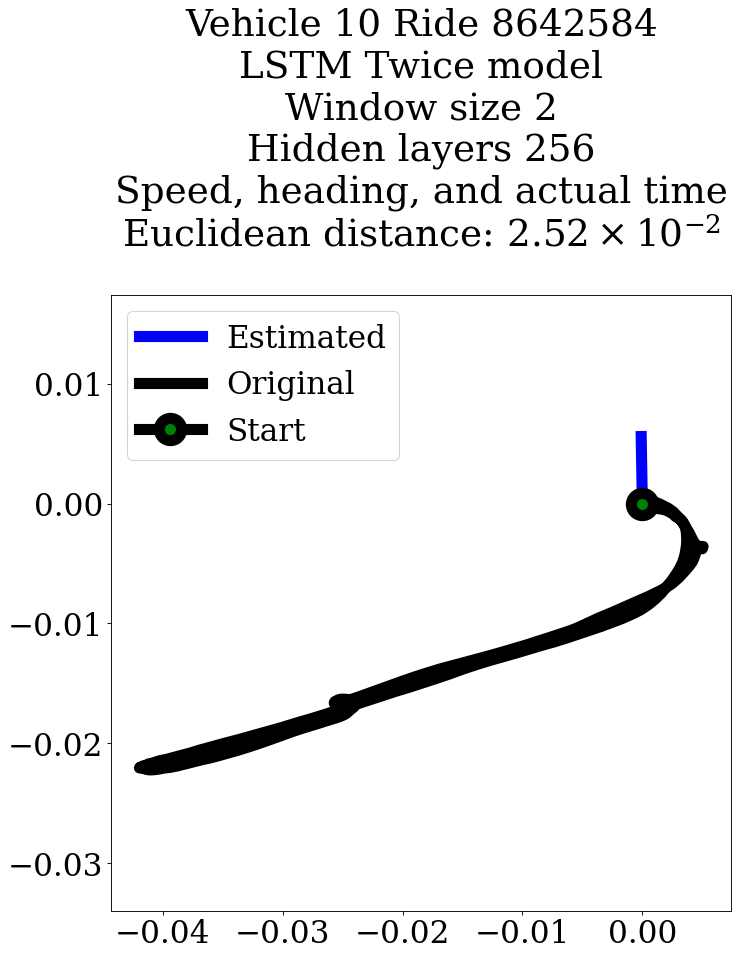 Vehicle 10 Ride 8642584
LSTM Twice model
Window size 2
Hidden layers 256
Speed, heading, and actual time
Euclidean distance: 2.52 × 10⁻²
Estimated
Original
Start
0.01
0.00
−0.01
−0.02
−0.03
−0.04 −0.03 −0.02 −0.01 0.00